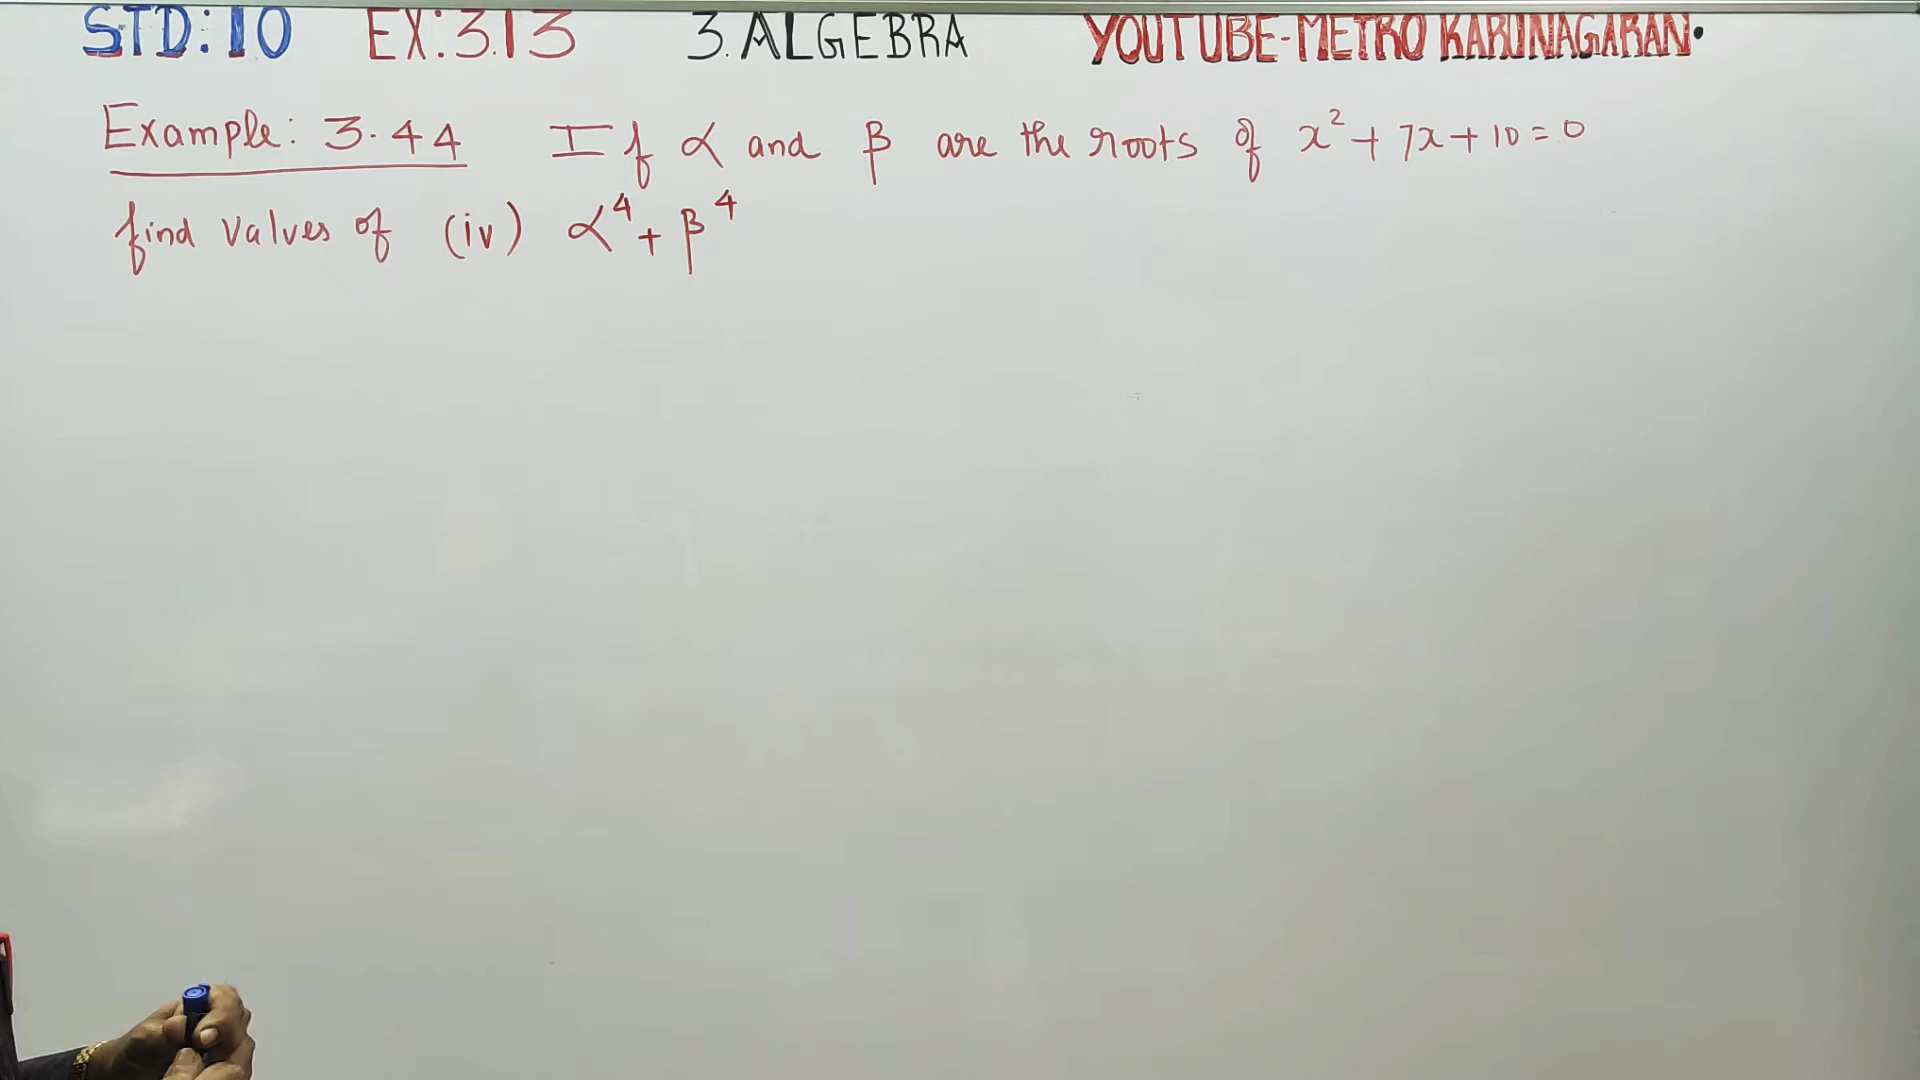 STD:10 EX:3.13 3.ALGEBRA YOUTUBE-METRO KARUNAGARAN.
Example: 3.44 If α and β are the roots of x² + 7x + 10 = 0
find values of (iv) α⁴ + β⁴